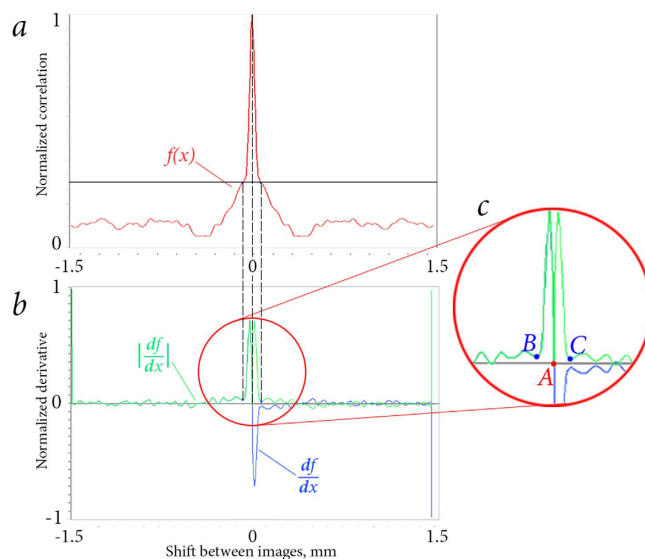 a
1
Normalized correlation
f(x)
0
-1.5 0 1.5
c
B C
A
b
1
Normalized derivative
|df/dx|
0
df/dx
-1
-1.5 0 1.5
Shift between images, mm